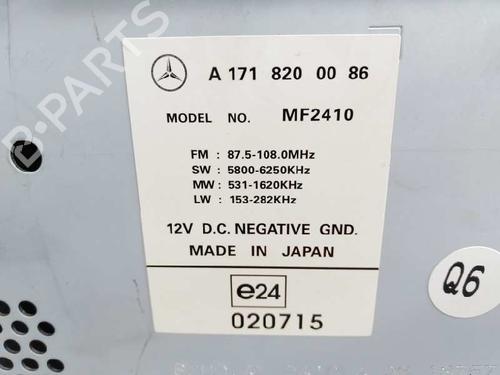 A 171 820 00 86
MODEL NO. MF2410
FM : 87.5-108.0MHz
SW : 5800-6250KHz
MW : 531-1620KHz
LW : 153-282KHz
12V D.C. NEGATIVE GND.
MADE IN JAPAN
e24
020715
Q6
B-PARTS